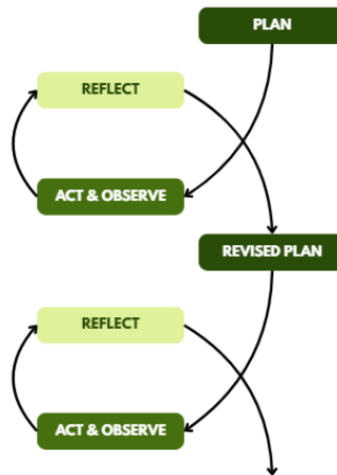 PLAN
REFLECT
ACT & OBSERVE
REVISED PLAN
REFLECT
ACT & OBSERVE